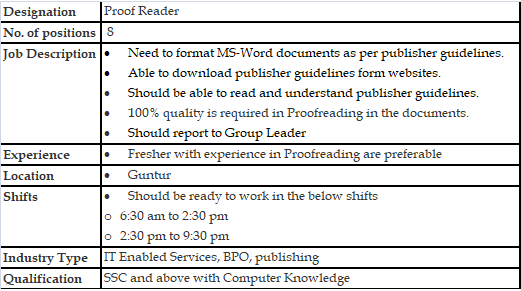 Designation Proof Reader
No. of positions 8
Job Description • Need to format MS-Word documents as per publisher guidelines.
• Able to download publisher guidelines form websites.
• Should be able to read and understand publisher guidelines.
• 100% quality is required in Proofreading in the documents.
• Should report to Group Leader
Experience • Fresher with experience in Proofreading are preferable
Location • Guntur
Shifts • Should be ready to work in the below shifts
o 6:30 am to 2:30 pm
o 2:30 pm to 9:30 pm
Industry Type IT Enabled Services, BPO, publishing
Qualification SSC and above with Computer Knowledge